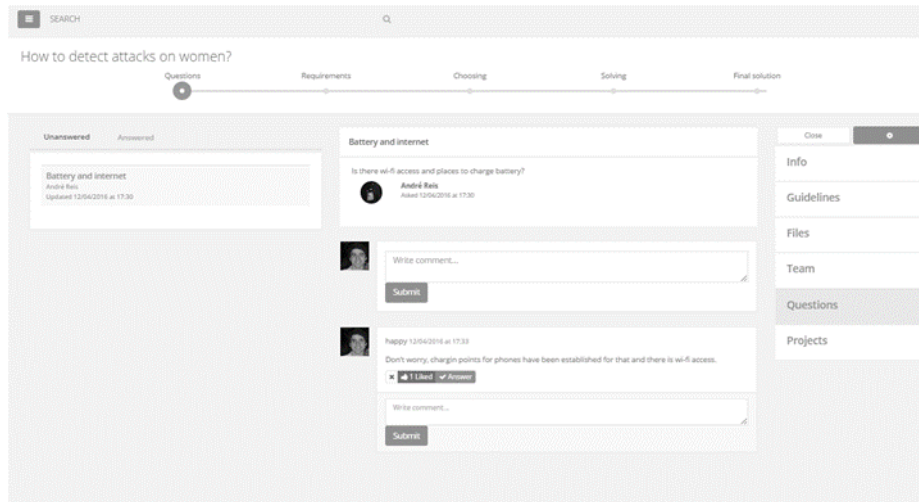 SEARCH
How to detect attacks on women?
Questions Requirements Choosing Solving Final solution
Unanswered Answered
Battery and internet
André Reis
Updated 12/04/2016 at 17:30
Battery and internet
Is there wi-fi access and places to charge battery?
André Reis
Asked 12/04/2016 at 17:30
Write comment...
Submit
happy 12/04/2016 at 17:33
Don't worry, chargin points for phones have been established for that and there is wi-fi access.
x 1 Liked Answer
Write comment...
Submit
Close
Info
Guidelines
Files
Team
Questions
Projects